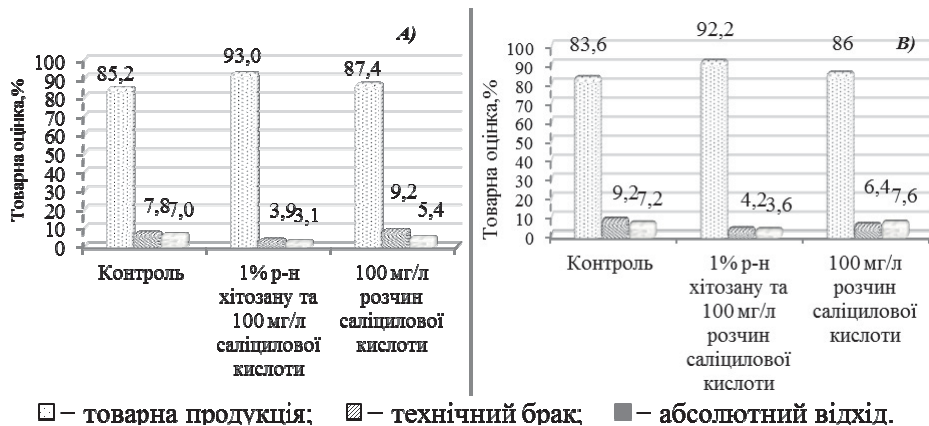 А)
Товарна оцінка,%
100
90
80
70
60
50
40
30
20
10
0
85,2
7,8
7,0
93,0
3,9
3,1
87,4
9,2
5,4
Контроль
1% р-н
хітозану та
100 мг/л
саліцилової
кислоти
100 мг/л
розчин
саліцилової
кислоти
В)
Товарна оцінка,%
100
90
80
70
60
50
40
30
20
10
0
83,6
9,2
7,2
92,2
4,2
3,6
86
6,4
7,6
Контроль
1% р-н
хітозану та
100 мг/л
розчин
саліцилової
кислоти
100 мг/л
розчин
саліцилової
кислоти
– товарна продукція; – технічний брак; – абсолютний відхід.